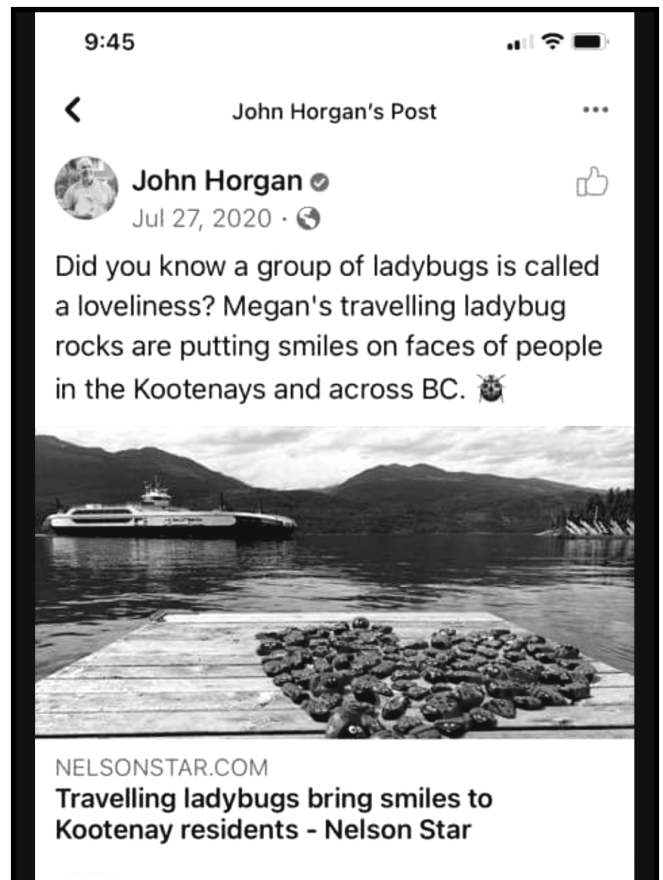 9:45
John Horgan's Post
John Horgan
Jul 27, 2020 ·
Did you know a group of ladybugs is called
a loveliness? Megan's travelling ladybug
rocks are putting smiles on faces of people
in the Kootenays and across BC. 🐞
NELSONSTAR.COM
Travelling ladybugs bring smiles to
Kootenay residents - Nelson Star